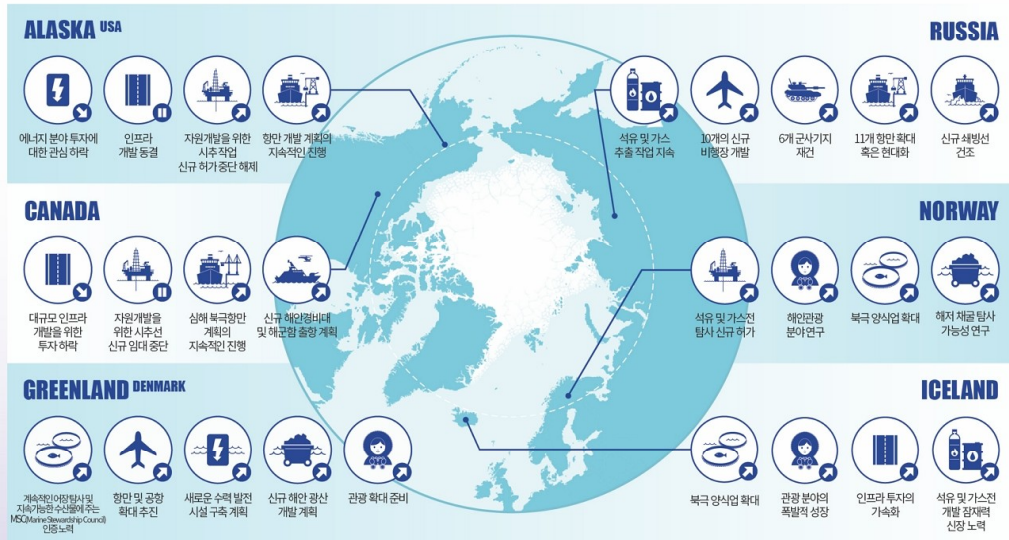 ALASKA USA
에너지 분야 투자에
대한 관심 하락
인프라
개발 동결
자원개발을 위한
시추 작업
신규 허가 중단 해제
항만 개발 계획의
지속적인 진행
RUSSIA
석유 및 가스
추출 작업 지속
10개의 신규
비행장 개발
6개 군사기지
재건
11개 항만 확대
혹은 현대화
신규 쇄빙선
건조
CANADA
대규모 인프라
개발을 위한
투자 하락
자원개발을
위한 시추선
신규 임대 중단
심해 북극항만
계획의
지속적인 진행
신규 해안경비대
및 해군함 출항 계획
NORWAY
석유 및 가스전
탐사 신규 허가
해인관광
분야 연구
북극 양식업 확대
해저 채굴 탐사
가능성 연구
GREENLAND DENMARK
계속적인 어장 탐사 및
지속가능한 수산물에 주는
MSC(Marine Stewardship Council)
인증 노력
항만 및 공항
확대 추진
새로운 수력 발전
시설 구축 계획
신규 해안 광산
개발 계획
관광 확대 준비
ICELAND
북극 양식업 확대
관광 분야의
폭발적 성장
인프라 투자의
가속화
석유 및 가스전
개발 잠재력
신장 노력